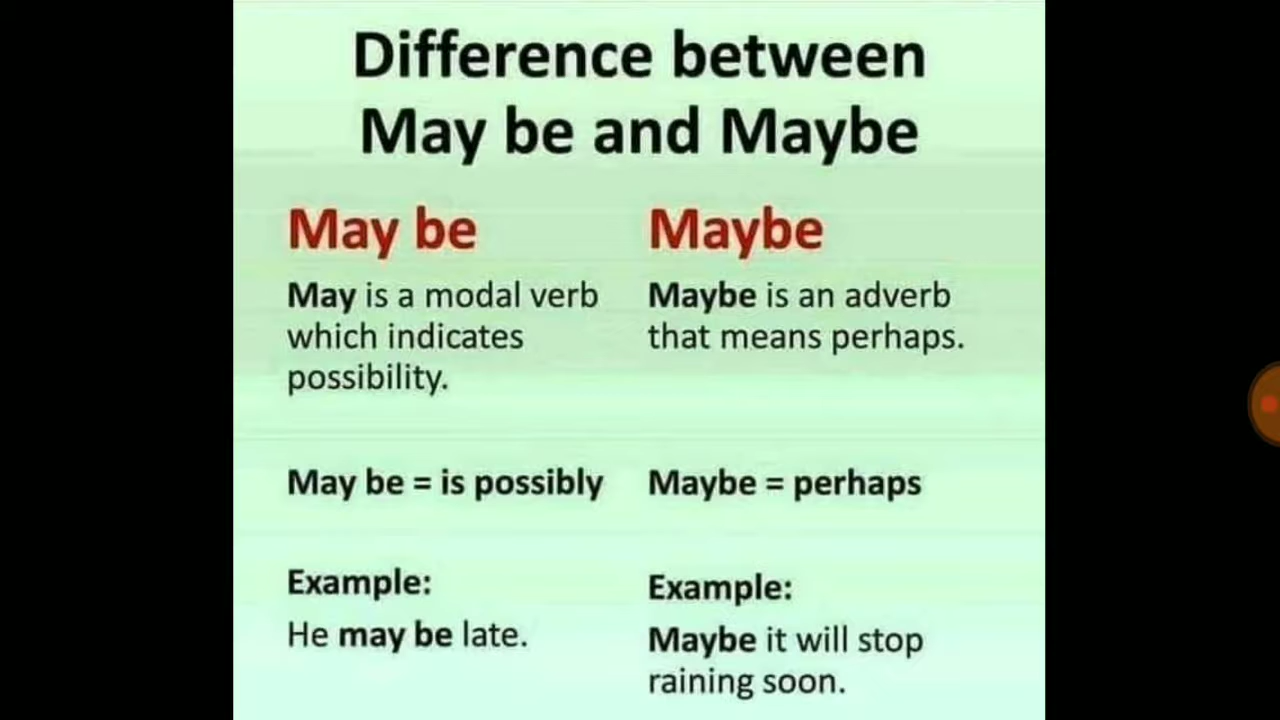 Difference between
May be and Maybe
May be
May is a modal verb
which indicates
possibility.
May be = is possibly
Example:
He may be late.
Maybe
Maybe is an adverb
that means perhaps.
Maybe = perhaps
Example:
Maybe it will stop
raining soon.